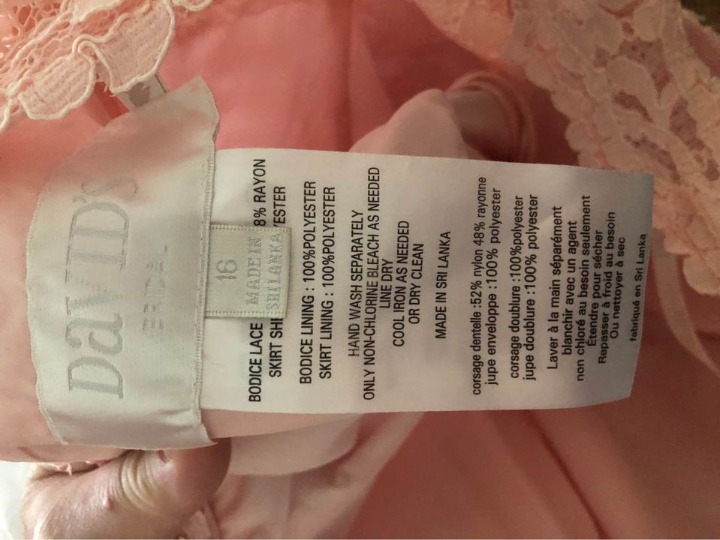 DAVID'S
BRIDAL
16
MADE IN
SRI LANKA
BODICE LACE 8% RAYON
SKIRT SH YESTER
BODICE LINING : 100%POLYESTER
SKIRT LINING : 100%POLYESTER
HAND WASH SEPARATELY
ONLY NON-CHLORINE BLEACH AS NEEDED
LINE DRY
COOL IRON AS NEEDED
OR DRY CLEAN
MADE IN SRI LANKA
corsage dentelle :52% nylon 48% rayonne
jupe enveloppe :100% polyester
corsage doublure :100%polyester
jupe doublure :100% polyester
Laver à la main séparément
blanchir avec un agent
non chloré au besoin seulement
Étendre pour sécher
Repasser à froid au besoin
Ou nettoyer à sec
fabriqué en Sri Lanka